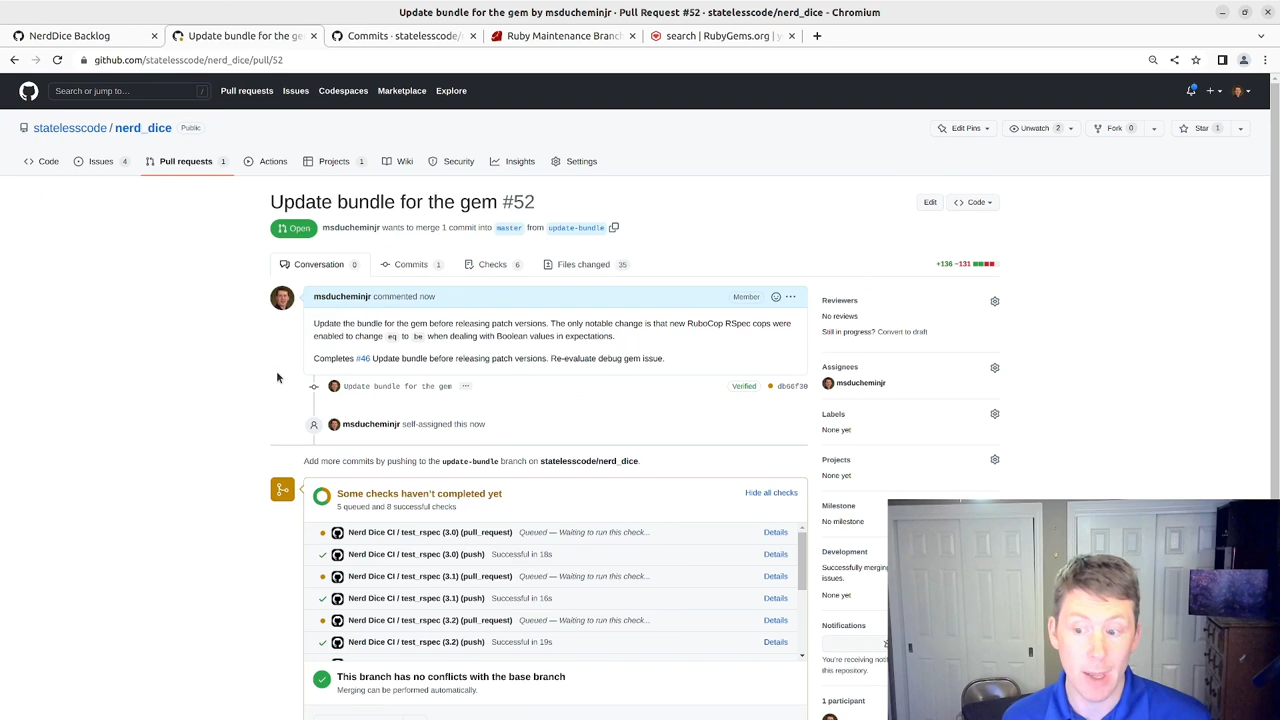 Update bundle for the gem by msducheminjr · Pull Request #52 · statelesscode/nerd_dice - Chromium
NerdDice Backlog
Update bundle for the ge
Commits · statelesscode/
Ruby Maintenance Branc
search | RubyGems.org | y
github.com/statelesscode/nerd_dice/pull/52
Search or jump to…
/
Pull requests
Issues
Codespaces
Marketplace
Explore
statelesscode / nerd_dice
Public
Edit Pins
Unwatch 2
Fork 0
Star 1
Code
Issues 4
Pull requests 1
Actions
Projects 1
Wiki
Security
Insights
Settings
Update bundle for the gem #52
Edit
Code
Open
msducheminjr wants to merge 1 commit into master from update-bundle
Conversation 0
Commits 1
Checks 6
Files changed 35
+136 −131
msducheminjr commented now
Member
Update the bundle for the gem before releasing patch versions. The only notable change is that new RuboCop RSpec cops were
enabled to change eq to be when dealing with Boolean values in expectations.
Completes #46 Update bundle before releasing patch versions. Re-evaluate debug gem issue.
Update bundle for the gem
Verified
db66f30
msducheminjr self-assigned this now
Add more commits by pushing to the update-bundle branch on statelesscode/nerd_dice.
Some checks haven't completed yet
5 queued and 8 successful checks
Hide all checks
Nerd Dice CI / test_rspec (3.0) (pull_request) Queued — Waiting to run this check... Details
Nerd Dice CI / test_rspec (3.0) (push) Successful in 18s Details
Nerd Dice CI / test_rspec (3.1) (pull_request) Queued — Waiting to run this check... Details
Nerd Dice CI / test_rspec (3.1) (push) Successful in 16s Details
Nerd Dice CI / test_rspec (3.2) (pull_request) Queued — Waiting to run this check... Details
Nerd Dice CI / test_rspec (3.2) (push) Successful in 19s Details
This branch has no conflicts with the base branch
Merging can be performed automatically.
Reviewers
No reviews
Still in progress? Convert to draft
Assignees
msducheminjr
Labels
None yet
Projects
None yet
Milestone
No milestone
Development
Successfully merging
issues.
None yet
Notifications
You're receiving noti
this repository.
1 participant